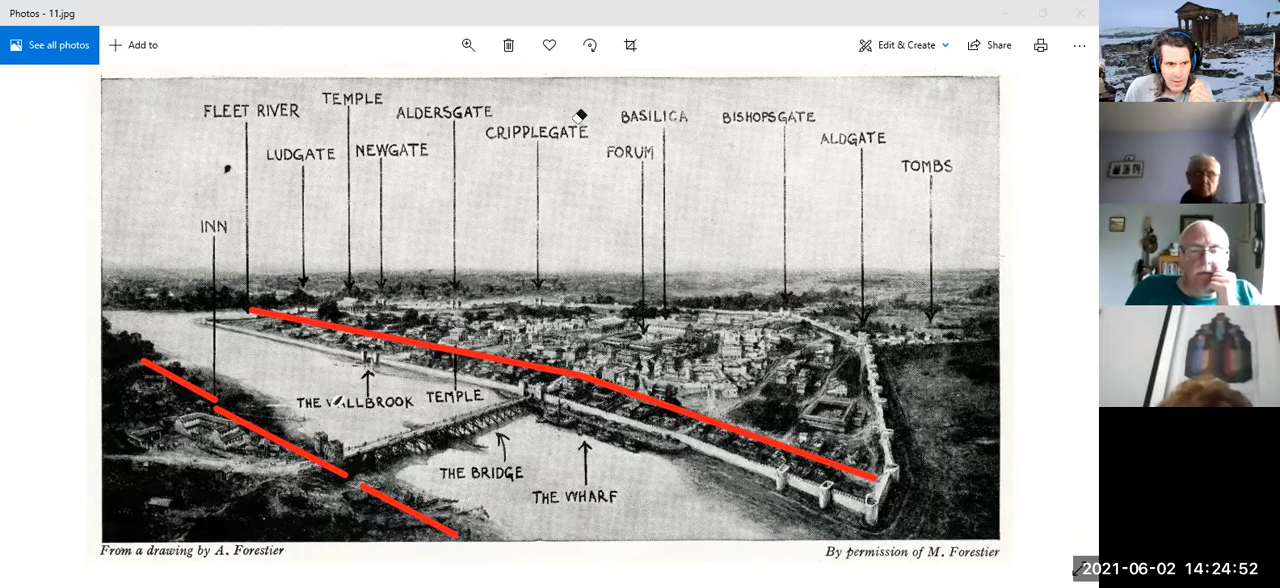 Photos - 11.jpg
See all photos
Add to
Edit & Create
Share
FLEET RIVER
TEMPLE
ALDERSGATE
CRIPPLEGATE
BASILICA
BISHOPSGATE
LUDGATE
NEWGATE
FORUM
ALDGATE
TOMBS
INN
THE WALLBROOK
TEMPLE
THE BRIDGE
THE WHARF
From a drawing by A. Forestier
By permission of M. Forestier
2021-06-02 14:24:52